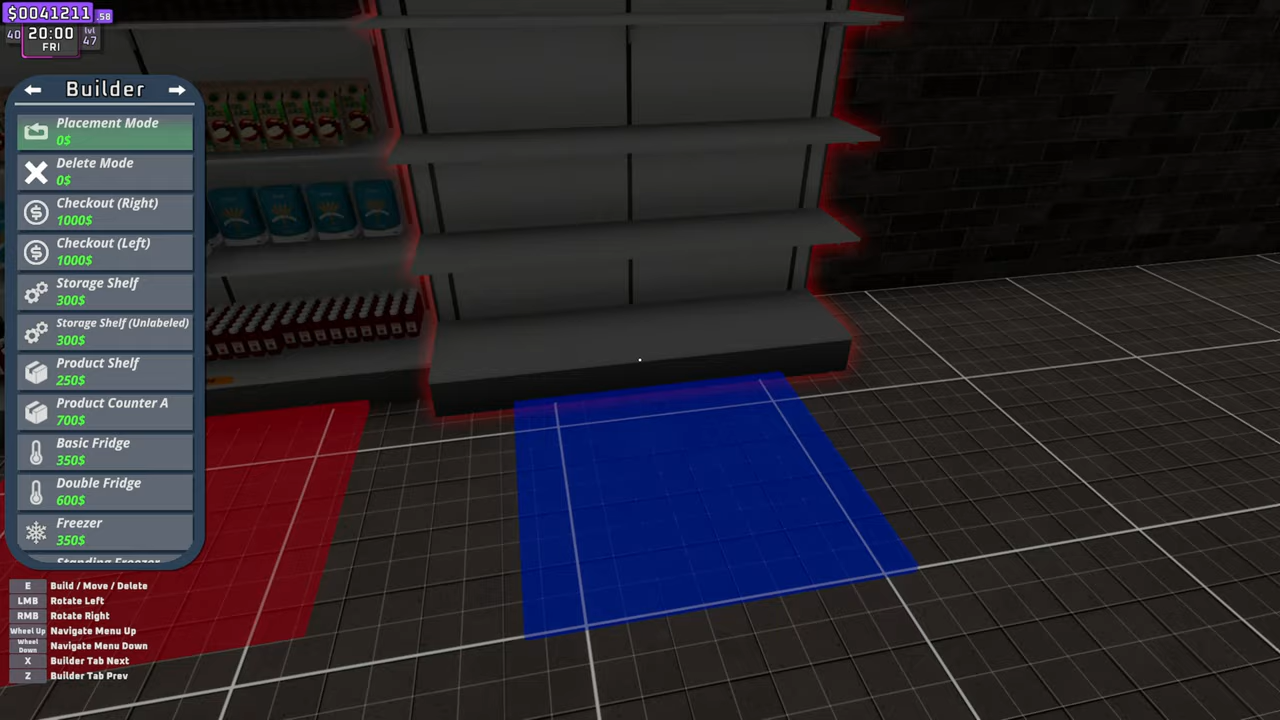 $0041211 .58
40 20:00 lvl
FRI 47
Builder
Placement Mode
0$
Delete Mode
0$
Checkout (Right)
1000$
Checkout (Left)
1000$
Storage Shelf
300$
Storage Shelf (Unlabeled)
300$
Product Shelf
250$
Product Counter A
700$
Basic Fridge
350$
Double Fridge
600$
Freezer
350$
Standing Freezer
E Build / Move / Delete
LMB Rotate Left
RMB Rotate Right
Wheel Up Navigate Menu Up
Wheel Down Navigate Menu Down
X Builder Tab Next
Z Builder Tab Prev